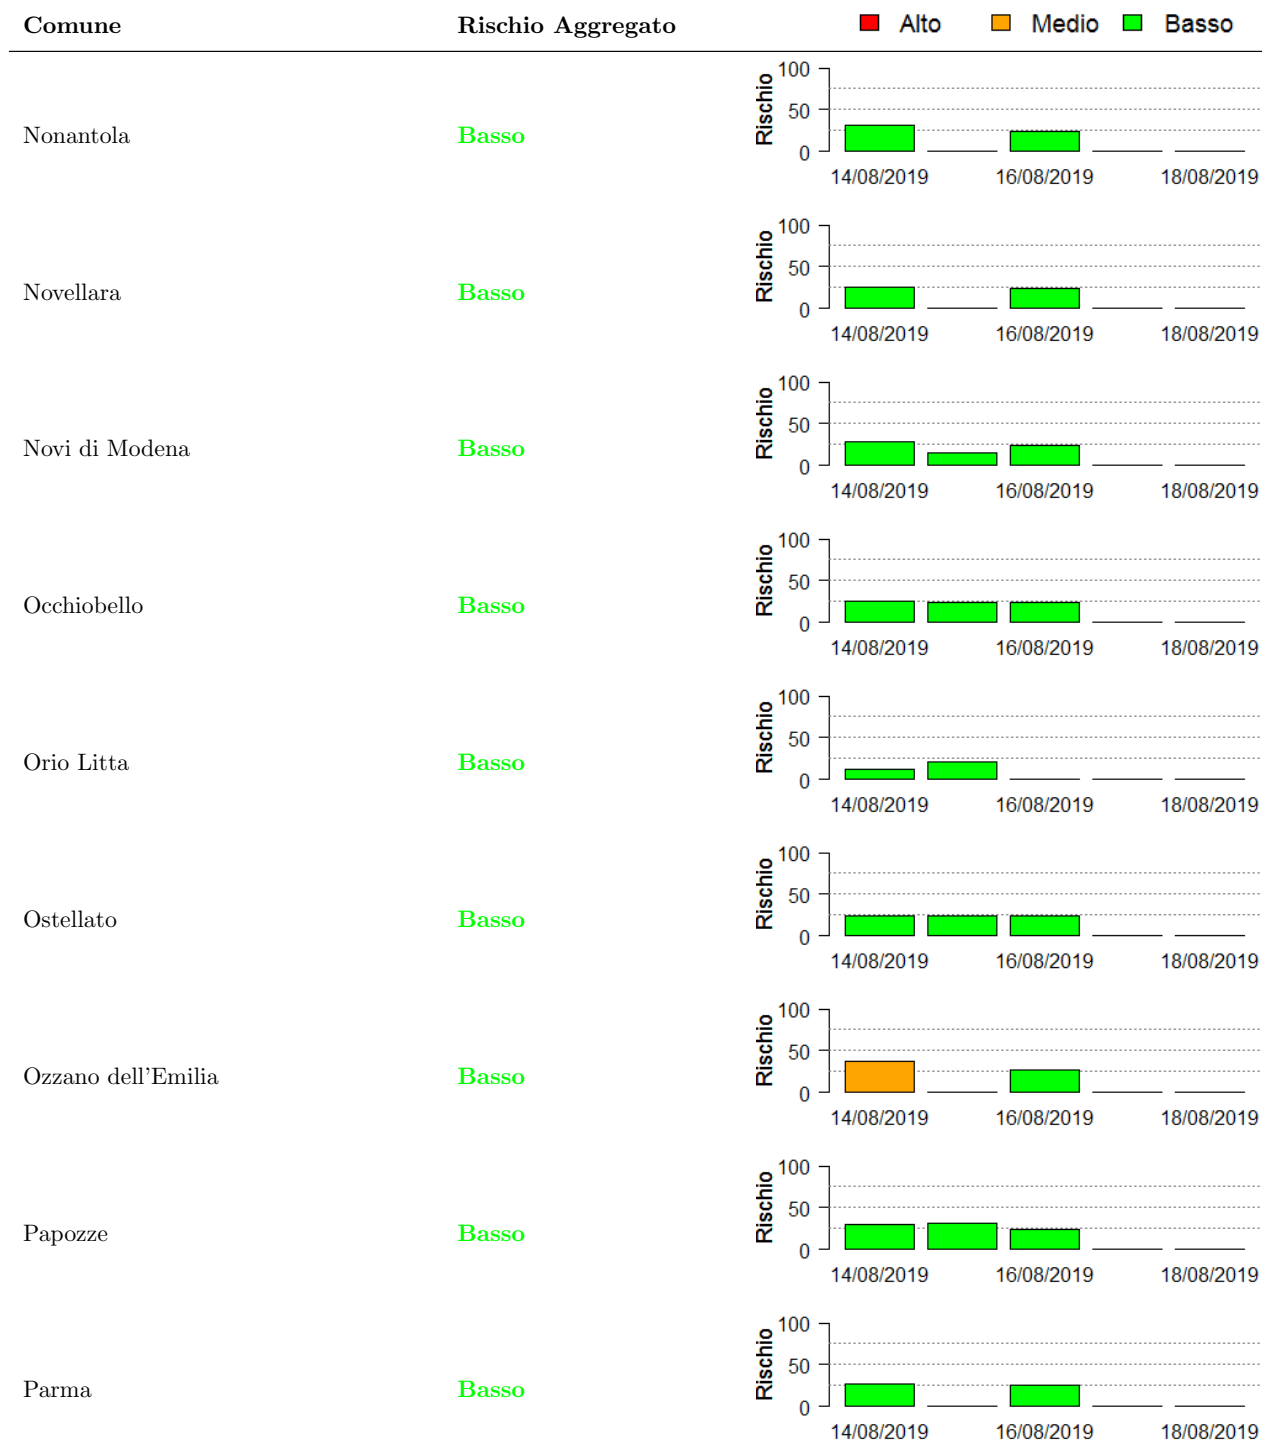 Comune Rischio Aggregato Alto Medio Basso
Nonantola Basso Rischio 100 50 0
14/08/2019 16/08/2019 18/08/2019
Novellara Basso Rischio 100 50 0
14/08/2019 16/08/2019 18/08/2019
Novi di Modena Basso Rischio 100 50 0
14/08/2019 16/08/2019 18/08/2019
Occhiobello Basso Rischio 100 50 0
14/08/2019 16/08/2019 18/08/2019
Orio Litta Basso Rischio 100 50 0
14/08/2019 16/08/2019 18/08/2019
Ostellato Basso Rischio 100 50 0
14/08/2019 16/08/2019 18/08/2019
Ozzano dell'Emilia Basso Rischio 100 50 0
14/08/2019 16/08/2019 18/08/2019
Papozze Basso Rischio 100 50 0
14/08/2019 16/08/2019 18/08/2019
Parma Basso Rischio 100 50 0
14/08/2019 16/08/2019 18/08/2019